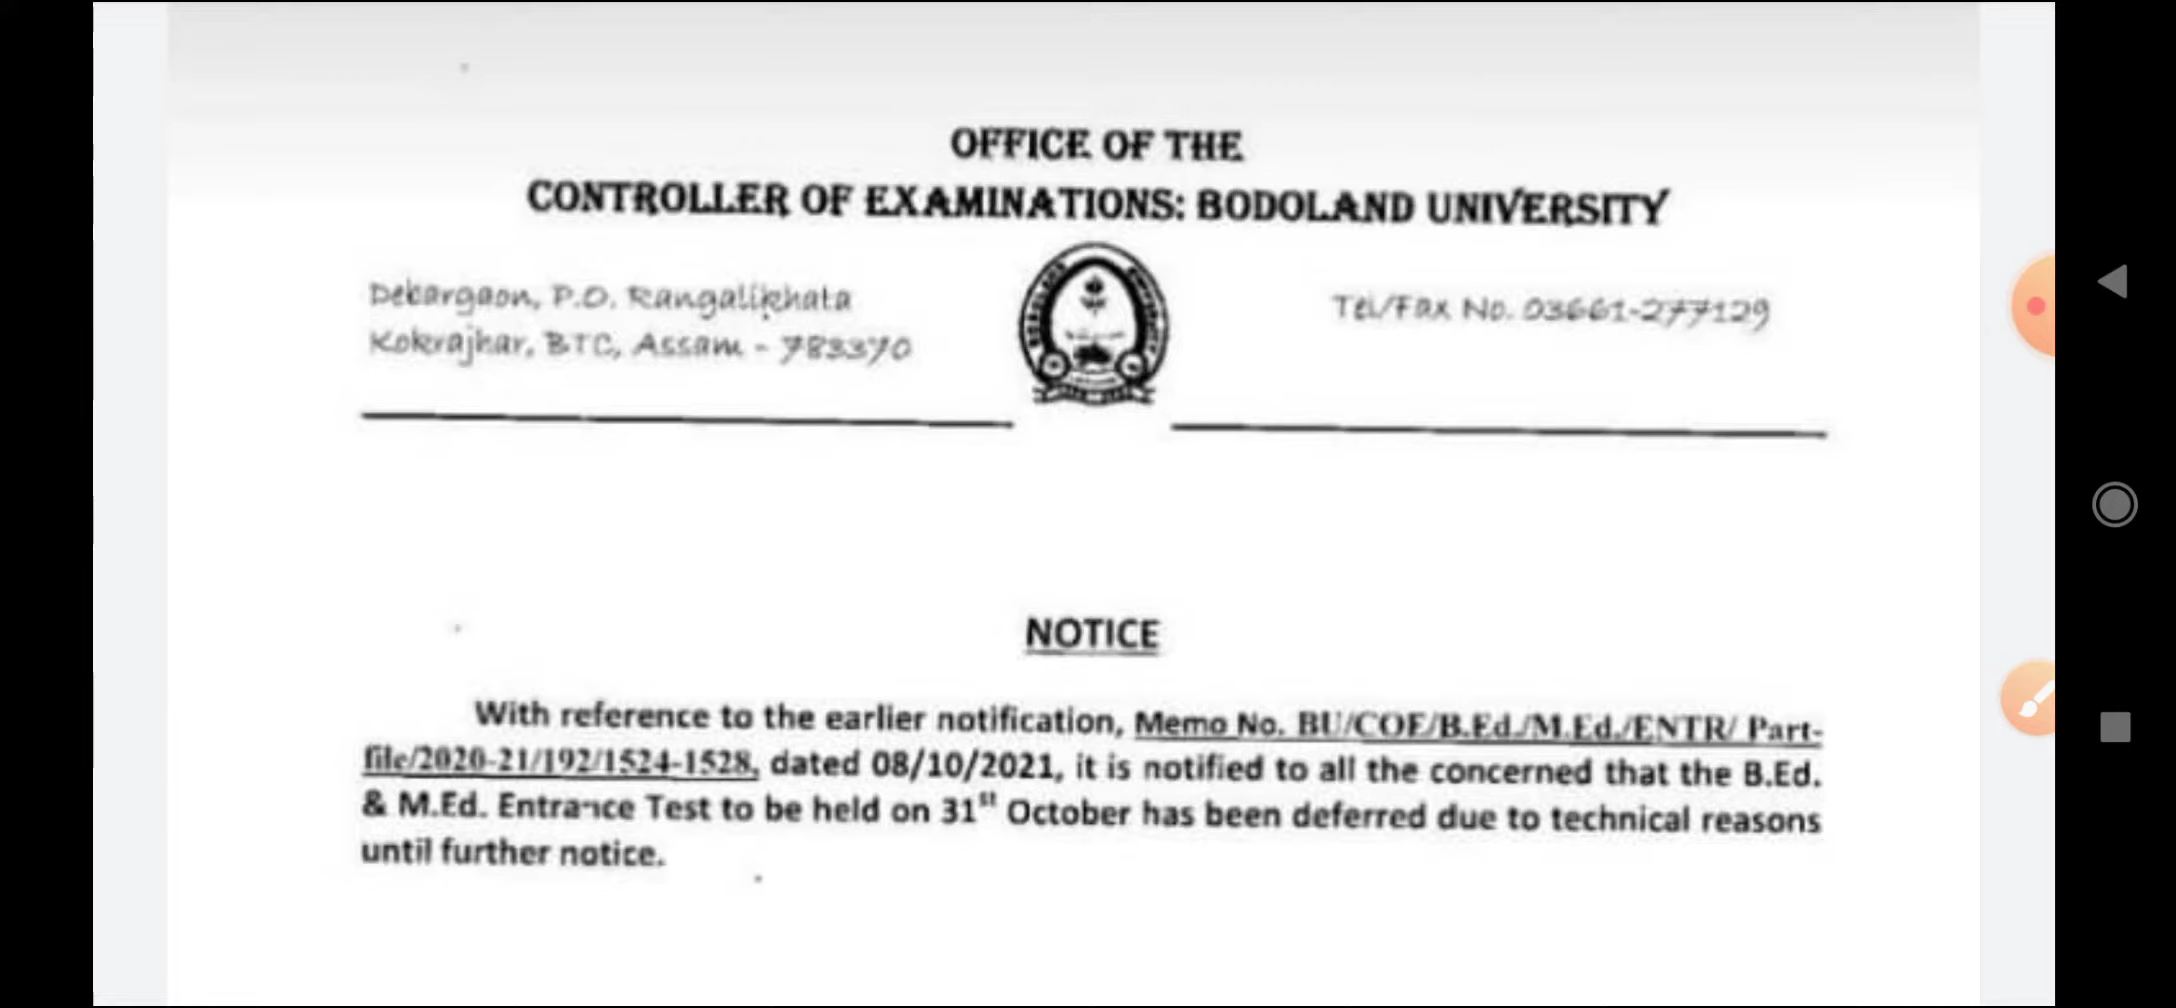 OFFICE OF THE
CONTROLLER OF EXAMINATIONS: BODOLAND UNIVERSITY
Debargaon, P.O. Rangalikhata
Kokrajhar, BTC, Assam - 783370
Tel/Fax No. 03661-277129
NOTICE
With reference to the earlier notification, Memo No. BU/COE/B.Ed./M.Ed./ENTR/ Part-
file/2020-21/192/1524-1528, dated 08/10/2021, it is notified to all the concerned that the B.Ed.
& M.Ed. Entrance Test to be held on 31st October has been deferred due to technical reasons
until further notice.